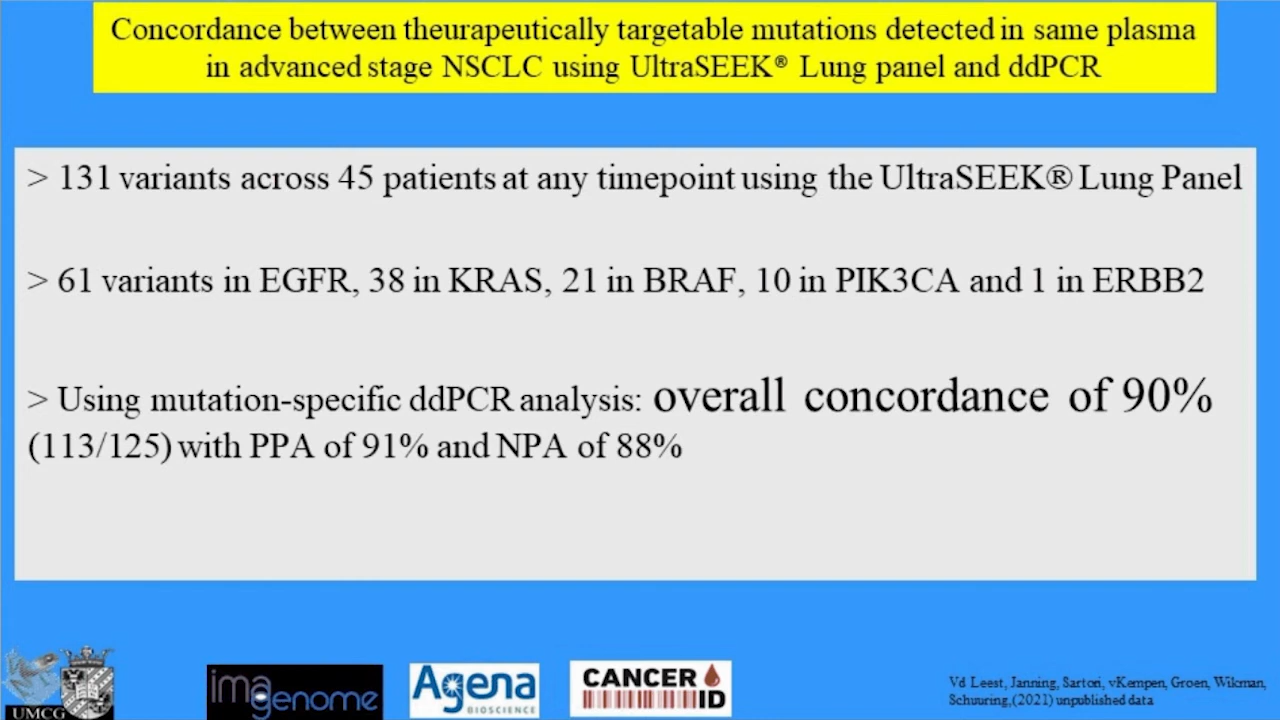 Concordance between theurapeutically targetable mutations detected in same plasma
in advanced stage NSCLC using UltraSEEK® Lung panel and ddPCR
> 131 variants across 45 patients at any timepoint using the UltraSEEK® Lung Panel
> 61 variants in EGFR, 38 in KRAS, 21 in BRAF, 10 in PIK3CA and 1 in ERBB2
> Using mutation-specific ddPCR analysis: overall concordance of 90%
(113/125) with PPA of 91% and NPA of 88%
UMCG
imagenome
Agena
BIOSCIENCE
CANCER
ID
Vd Leest, Janning, Sartori, vKempen, Groen, Wikman,
Schuuring,(2021) unpublished data